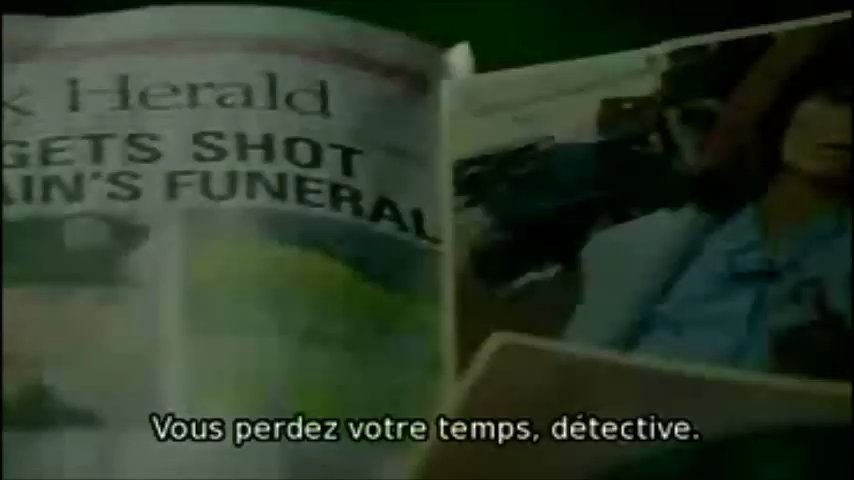 Herald
GETS SHOT
AIN'S FUNERAL
Vous perdez votre temps, détective.